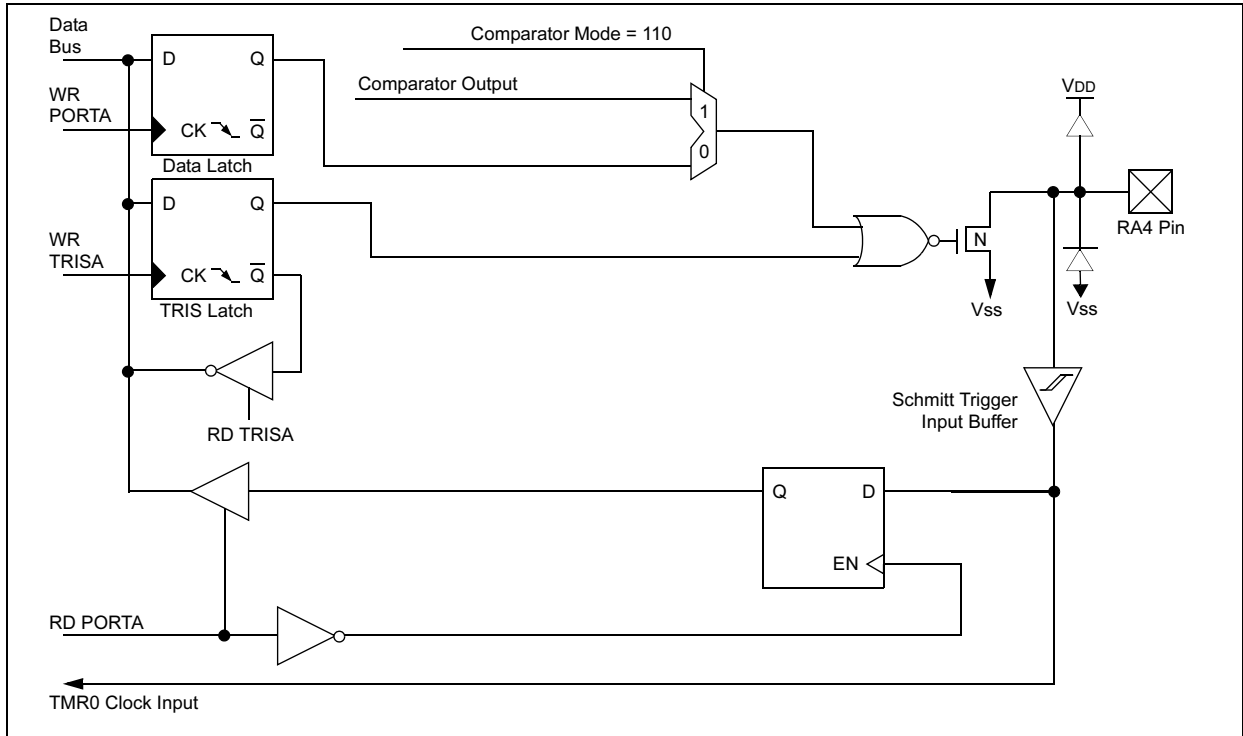 Data
Bus
D
Q
Comparator Mode = 110
Comparator Output
VDD
WR
PORTA
CK
Q
1
0
Data Latch
D
Q
RA4 Pin
WR
TRISA
CK
Q
N
Vss
Vss
TRIS Latch
RD TRISA
Schmitt Trigger
Input Buffer
Q
D
EN
RD PORTA
TMR0 Clock Input